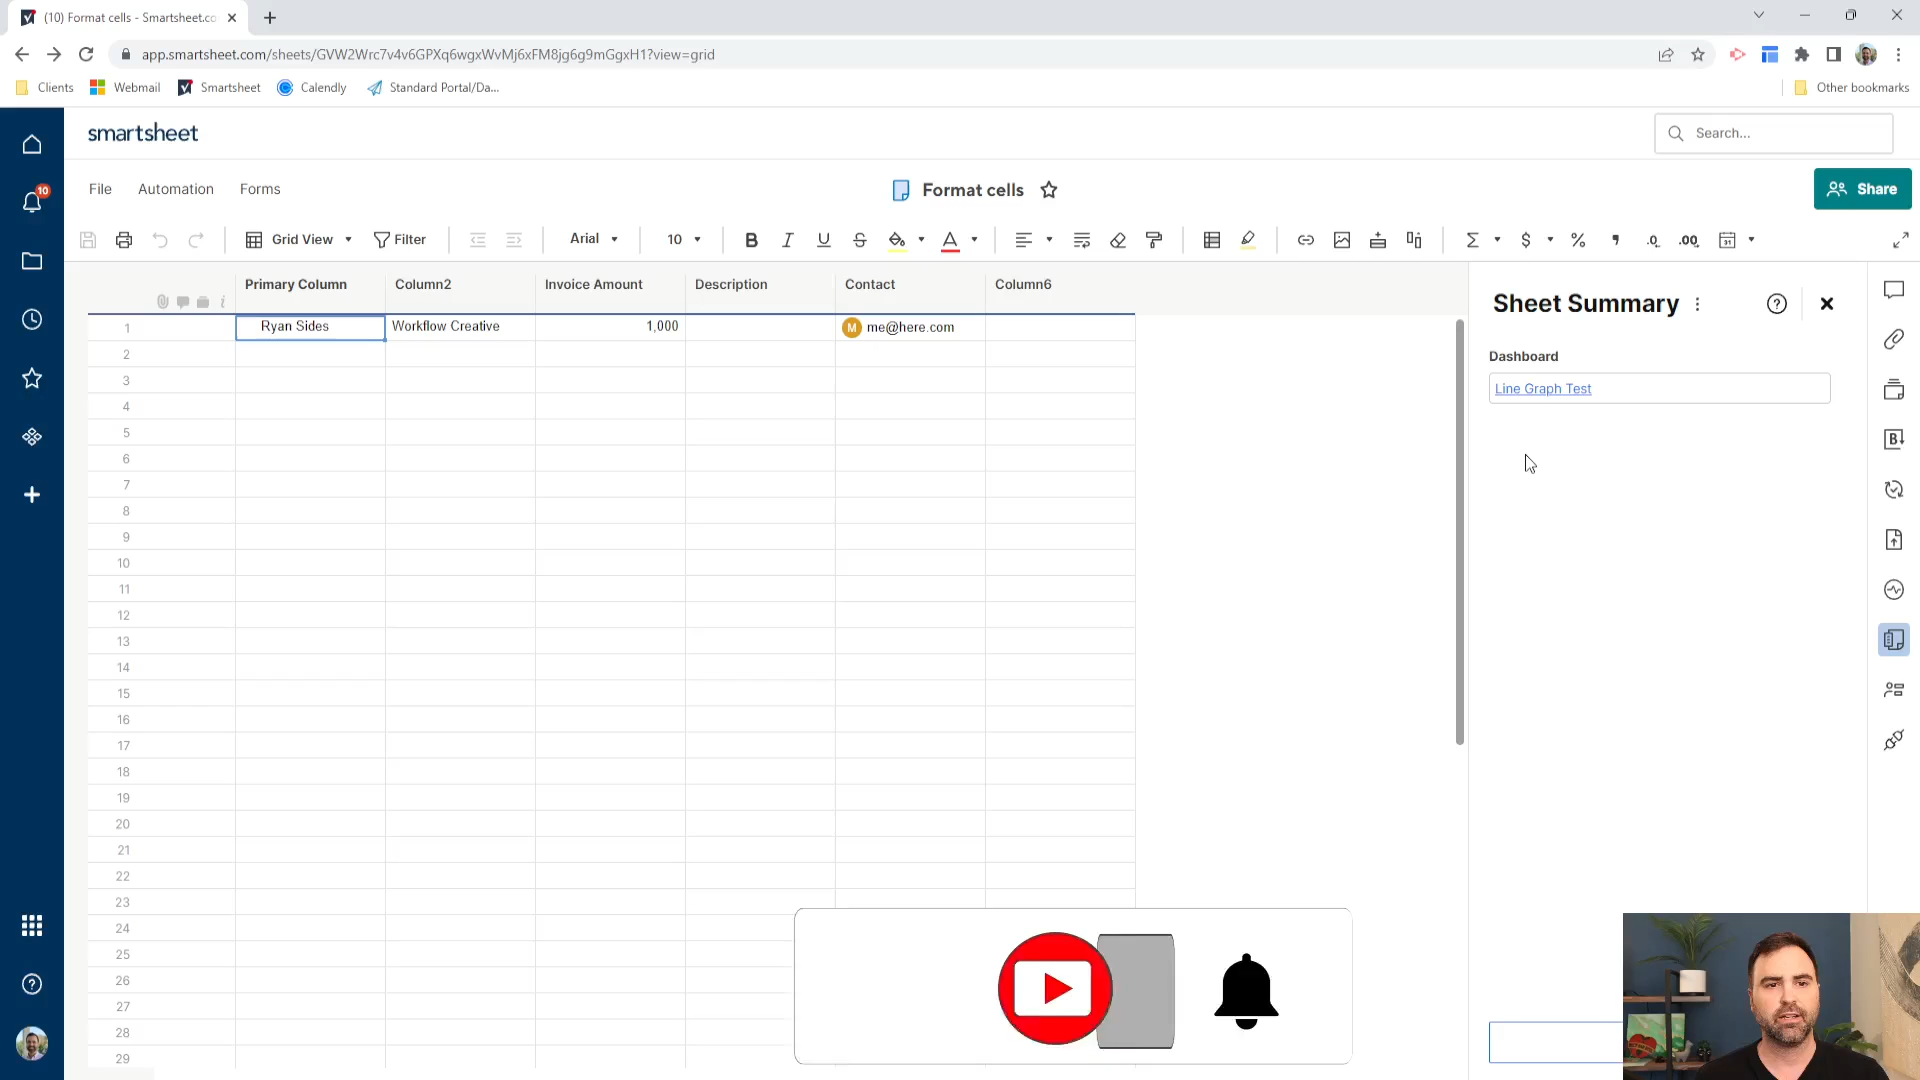 (10) Format cells - Smartsheet.co
app.smartsheet.com/sheets/GVW2Wrc7v4v6GPXq6wgxWvMj6xFM8jg6g9mGgxH1?view=grid
Clients Webmail Smartsheet Calendly Standard Portal/Da... Other bookmarks
smartsheet
Search...
10
File Automation Forms
Format cells
Share
Grid View Filter Arial 10 B I U S A Σ $ % .0 .00 31
Primary Column Column2 Invoice Amount Description Contact Column6
Sheet Summary
1 Ryan Sides Workflow Creative 1,000 M me@here.com
Dashboard
Line Graph Test
2
3
4
5
6
7
8
9
10
11
12
13
14
15
16
17
18
19
20
21
22
23
24
25
26
27
28
29